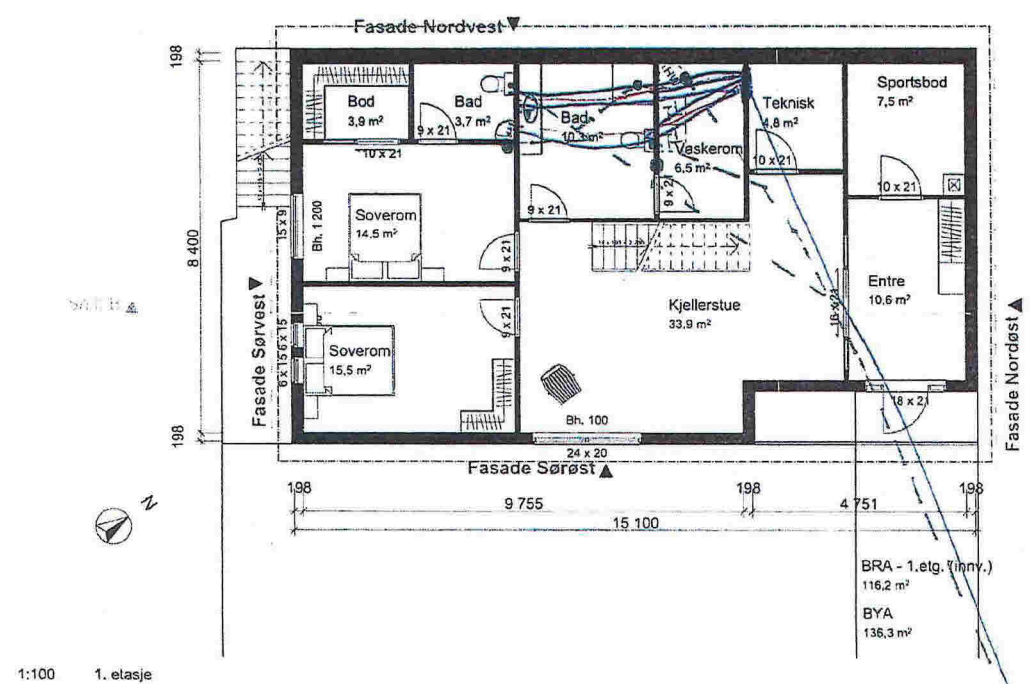 Fasade Nordvest
198
Bod
3,9 m²
Bad
3,7 m²
Bad
10,3 m²
Vaskerom
6,5 m²
Teknisk
4,8 m²
Sportsbod
7,5 m²
9 x 21
10 x 21
10 x 21
10 x 21
9 x 21
9 x 21
15 x 9
Bh. 1200
Soverom
14,5 m²
9 x 21
8 400
Kjellerstue
33,9 m²
16 x 21
Entre
10,6 m²
Fasade Sørvest
6 x 15
6 x 15
Soverom
15,5 m²
9 x 21
Fasade Nordøst
18 x 21
198
Bh. 100
24 x 20
Fasade Sørøst
N
198
9 755
198
4 751
198
15 100
BRA - 1.etg. (innv.)
116,2 m²
BYA
136,3 m²
1:100
1. etasje